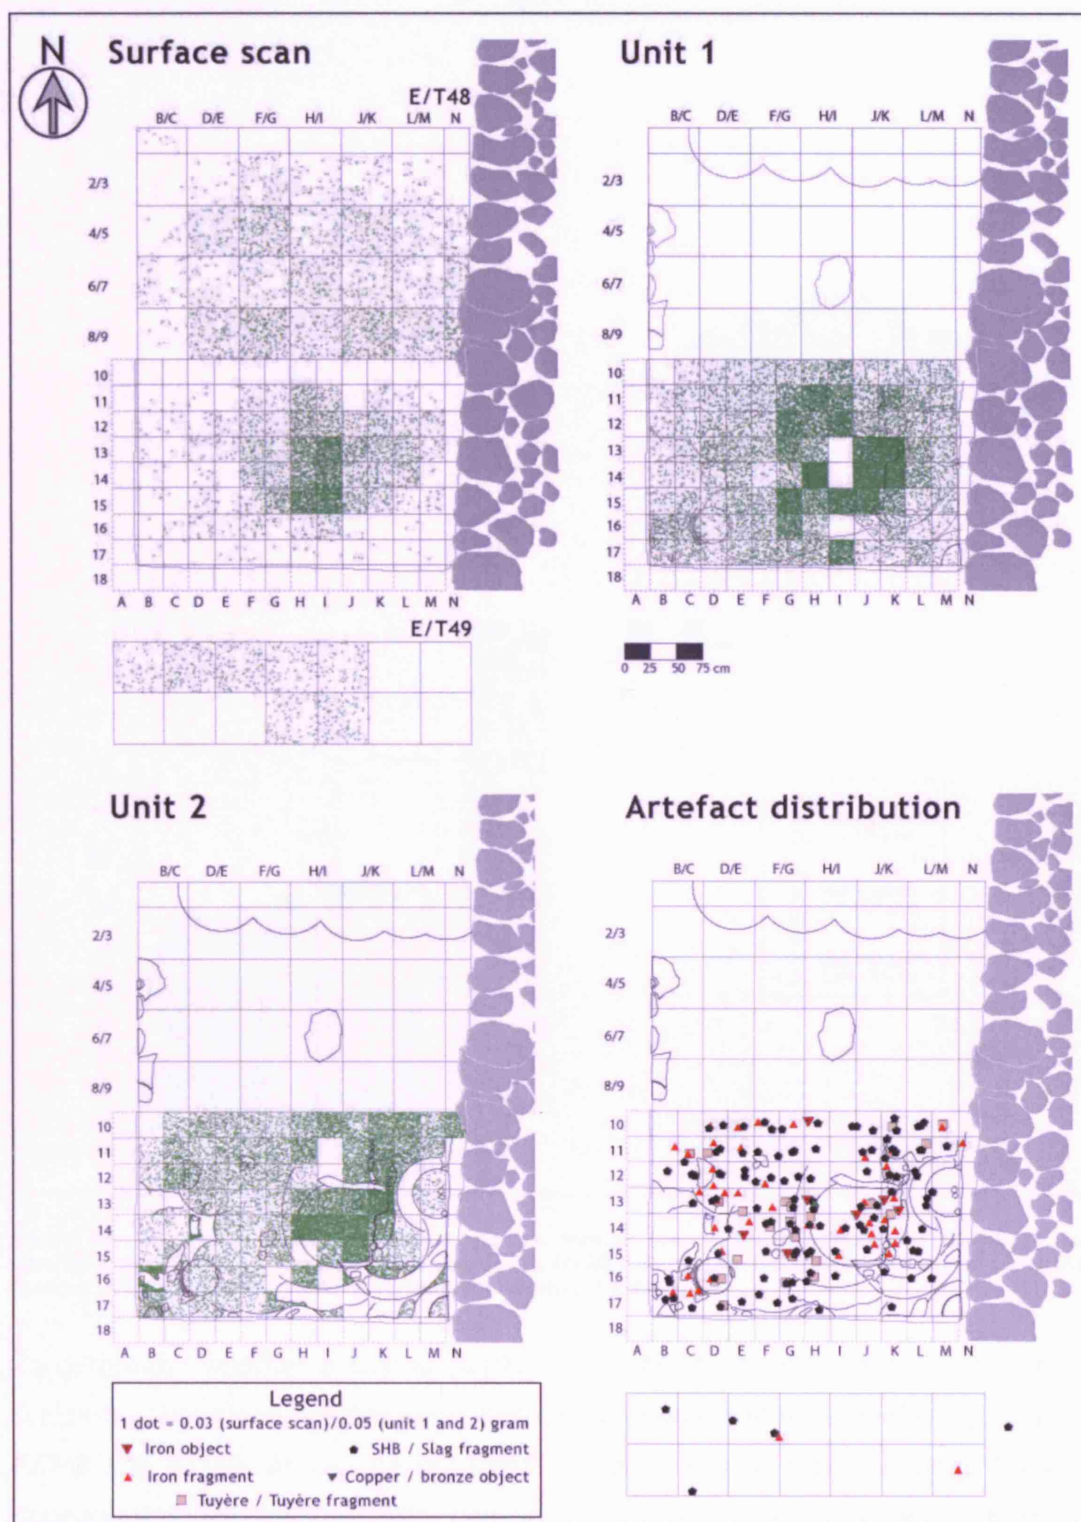 N
Surface scan
E/T48
B/C D/E F/G H/I J/K L/M N
2/3
4/5
6/7
8/9
10
11
12
13
14
15
16
17
18
A B C D E F G H I J K L M N
E/T49
Unit 1
B/C D/E F/G H/I J/K L/M N
2/3
4/5
6/7
8/9
10
11
12
13
14
15
16
17
18
A B C D E F G H I J K L M N
0 25 50 75 cm
Unit 2
B/C D/E F/G H/I J/K L/M N
2/3
4/5
6/7
8/9
10
11
12
13
14
15
16
17
18
A B C D E F G H I J K L M N
Artefact distribution
B/C D/E F/G H/I J/K L/M N
2/3
4/5
6/7
8/9
10
11
12
13
14
15
16
17
18
A B C D E F G H I J K L M N
Legend
1 dot = 0.03 (surface scan)/0.05 (unit 1 and 2) gram
Iron object
SHB / Slag fragment
Iron fragment
Copper / bronze object
Tuyère / Tuyère fragment